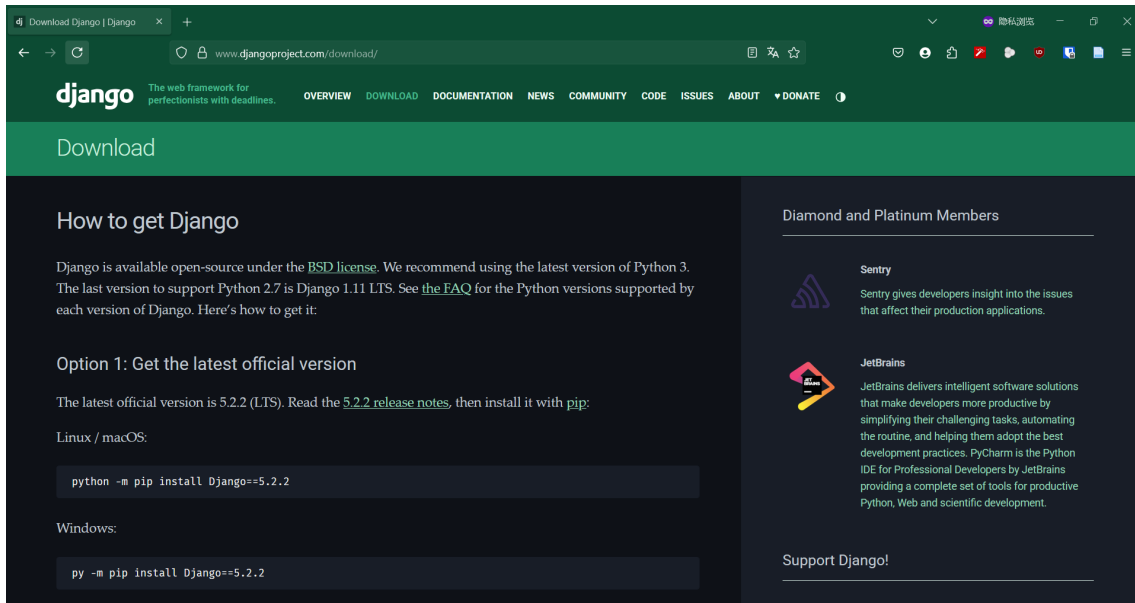 Download Django | Django
隐私浏览
www.djangoproject.com/download/
django
The web framework for
perfectionists with deadlines.
OVERVIEW DOWNLOAD DOCUMENTATION NEWS COMMUNITY CODE ISSUES ABOUT ♥ DONATE
Download
How to get Django
Django is available open-source under the BSD license. We recommend using the latest version of Python 3.
The last version to support Python 2.7 is Django 1.11 LTS. See the FAQ for the Python versions supported by
each version of Django. Here's how to get it:
Option 1: Get the latest official version
The latest official version is 5.2.2 (LTS). Read the 5.2.2 release notes, then install it with pip:
Linux / macOS:
python -m pip install Django==5.2.2
Windows:
py -m pip install Django==5.2.2
Diamond and Platinum Members
Sentry
Sentry gives developers insight into the issues
that affect their production applications.
JET
BRAINS
JetBrains
JetBrains delivers intelligent software solutions
that make developers more productive by
simplifying their challenging tasks, automating
the routine, and helping them adopt the best
development practices. PyCharm is the Python
IDE for Professional Developers by JetBrains
providing a complete set of tools for productive
Python, Web and scientific development.
Support Django!